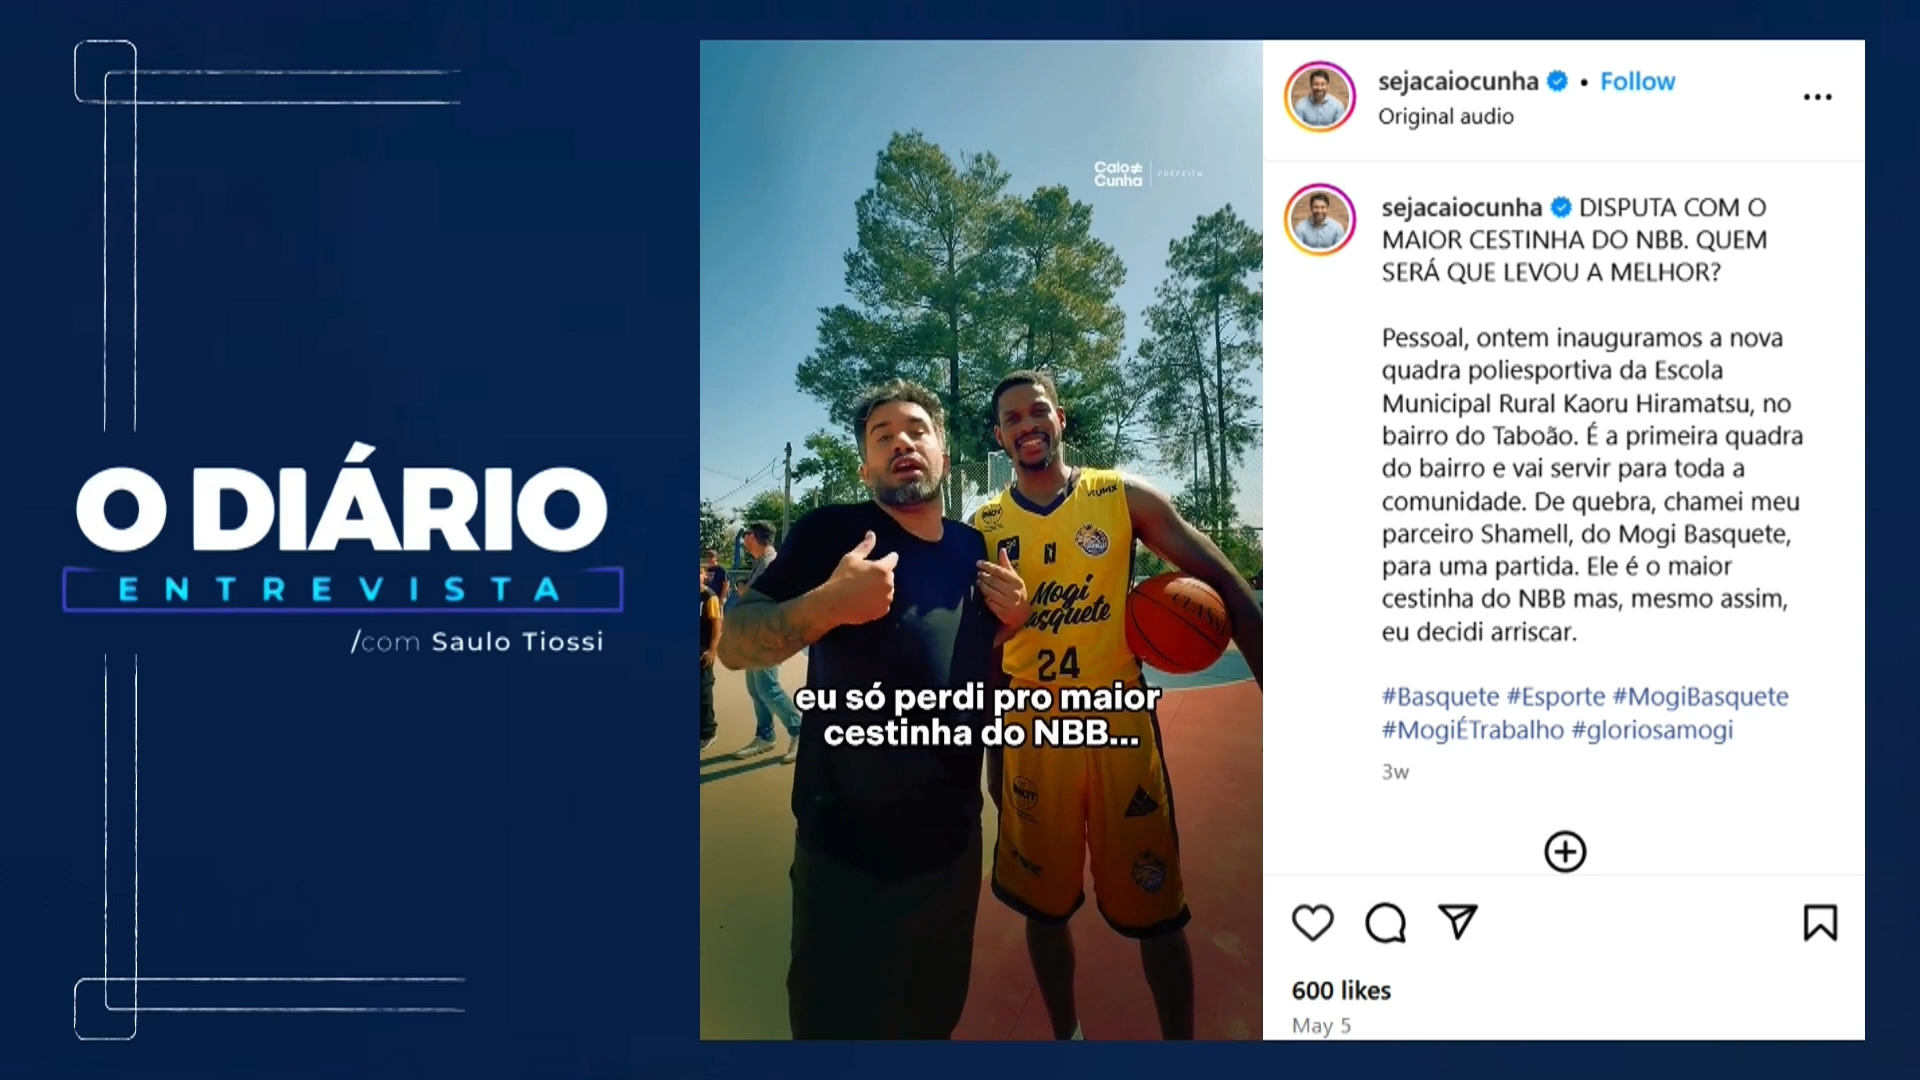 O DIÁRIO
ENTREVISTA
/com Saulo Tiossi
Caio
Cunha
PREFEITO
Mogi
Basquete
24
CLASSIC
eu só perdi pro maior
cestinha do NBB...
sejacaiocunha • Follow
Original audio
sejacaiocunha DISPUTA COM O
MAIOR CESTINHA DO NBB. QUEM
SERÁ QUE LEVOU A MELHOR?
Pessoal, ontem inauguramos a nova
quadra poliesportiva da Escola
Municipal Rural Kaoru Hiramatsu, no
bairro do Taboão. É a primeira quadra
do bairro e vai servir para toda a
comunidade. De quebra, chamei meu
parceiro Shamell, do Mogi Basquete,
para uma partida. Ele é o maior
cestinha do NBB mas, mesmo assim,
eu decidi arriscar.
#Basquete #Esporte #MogiBasquete
#MogiÉTrabalho #gloriosamogi
3w
600 likes
May 5